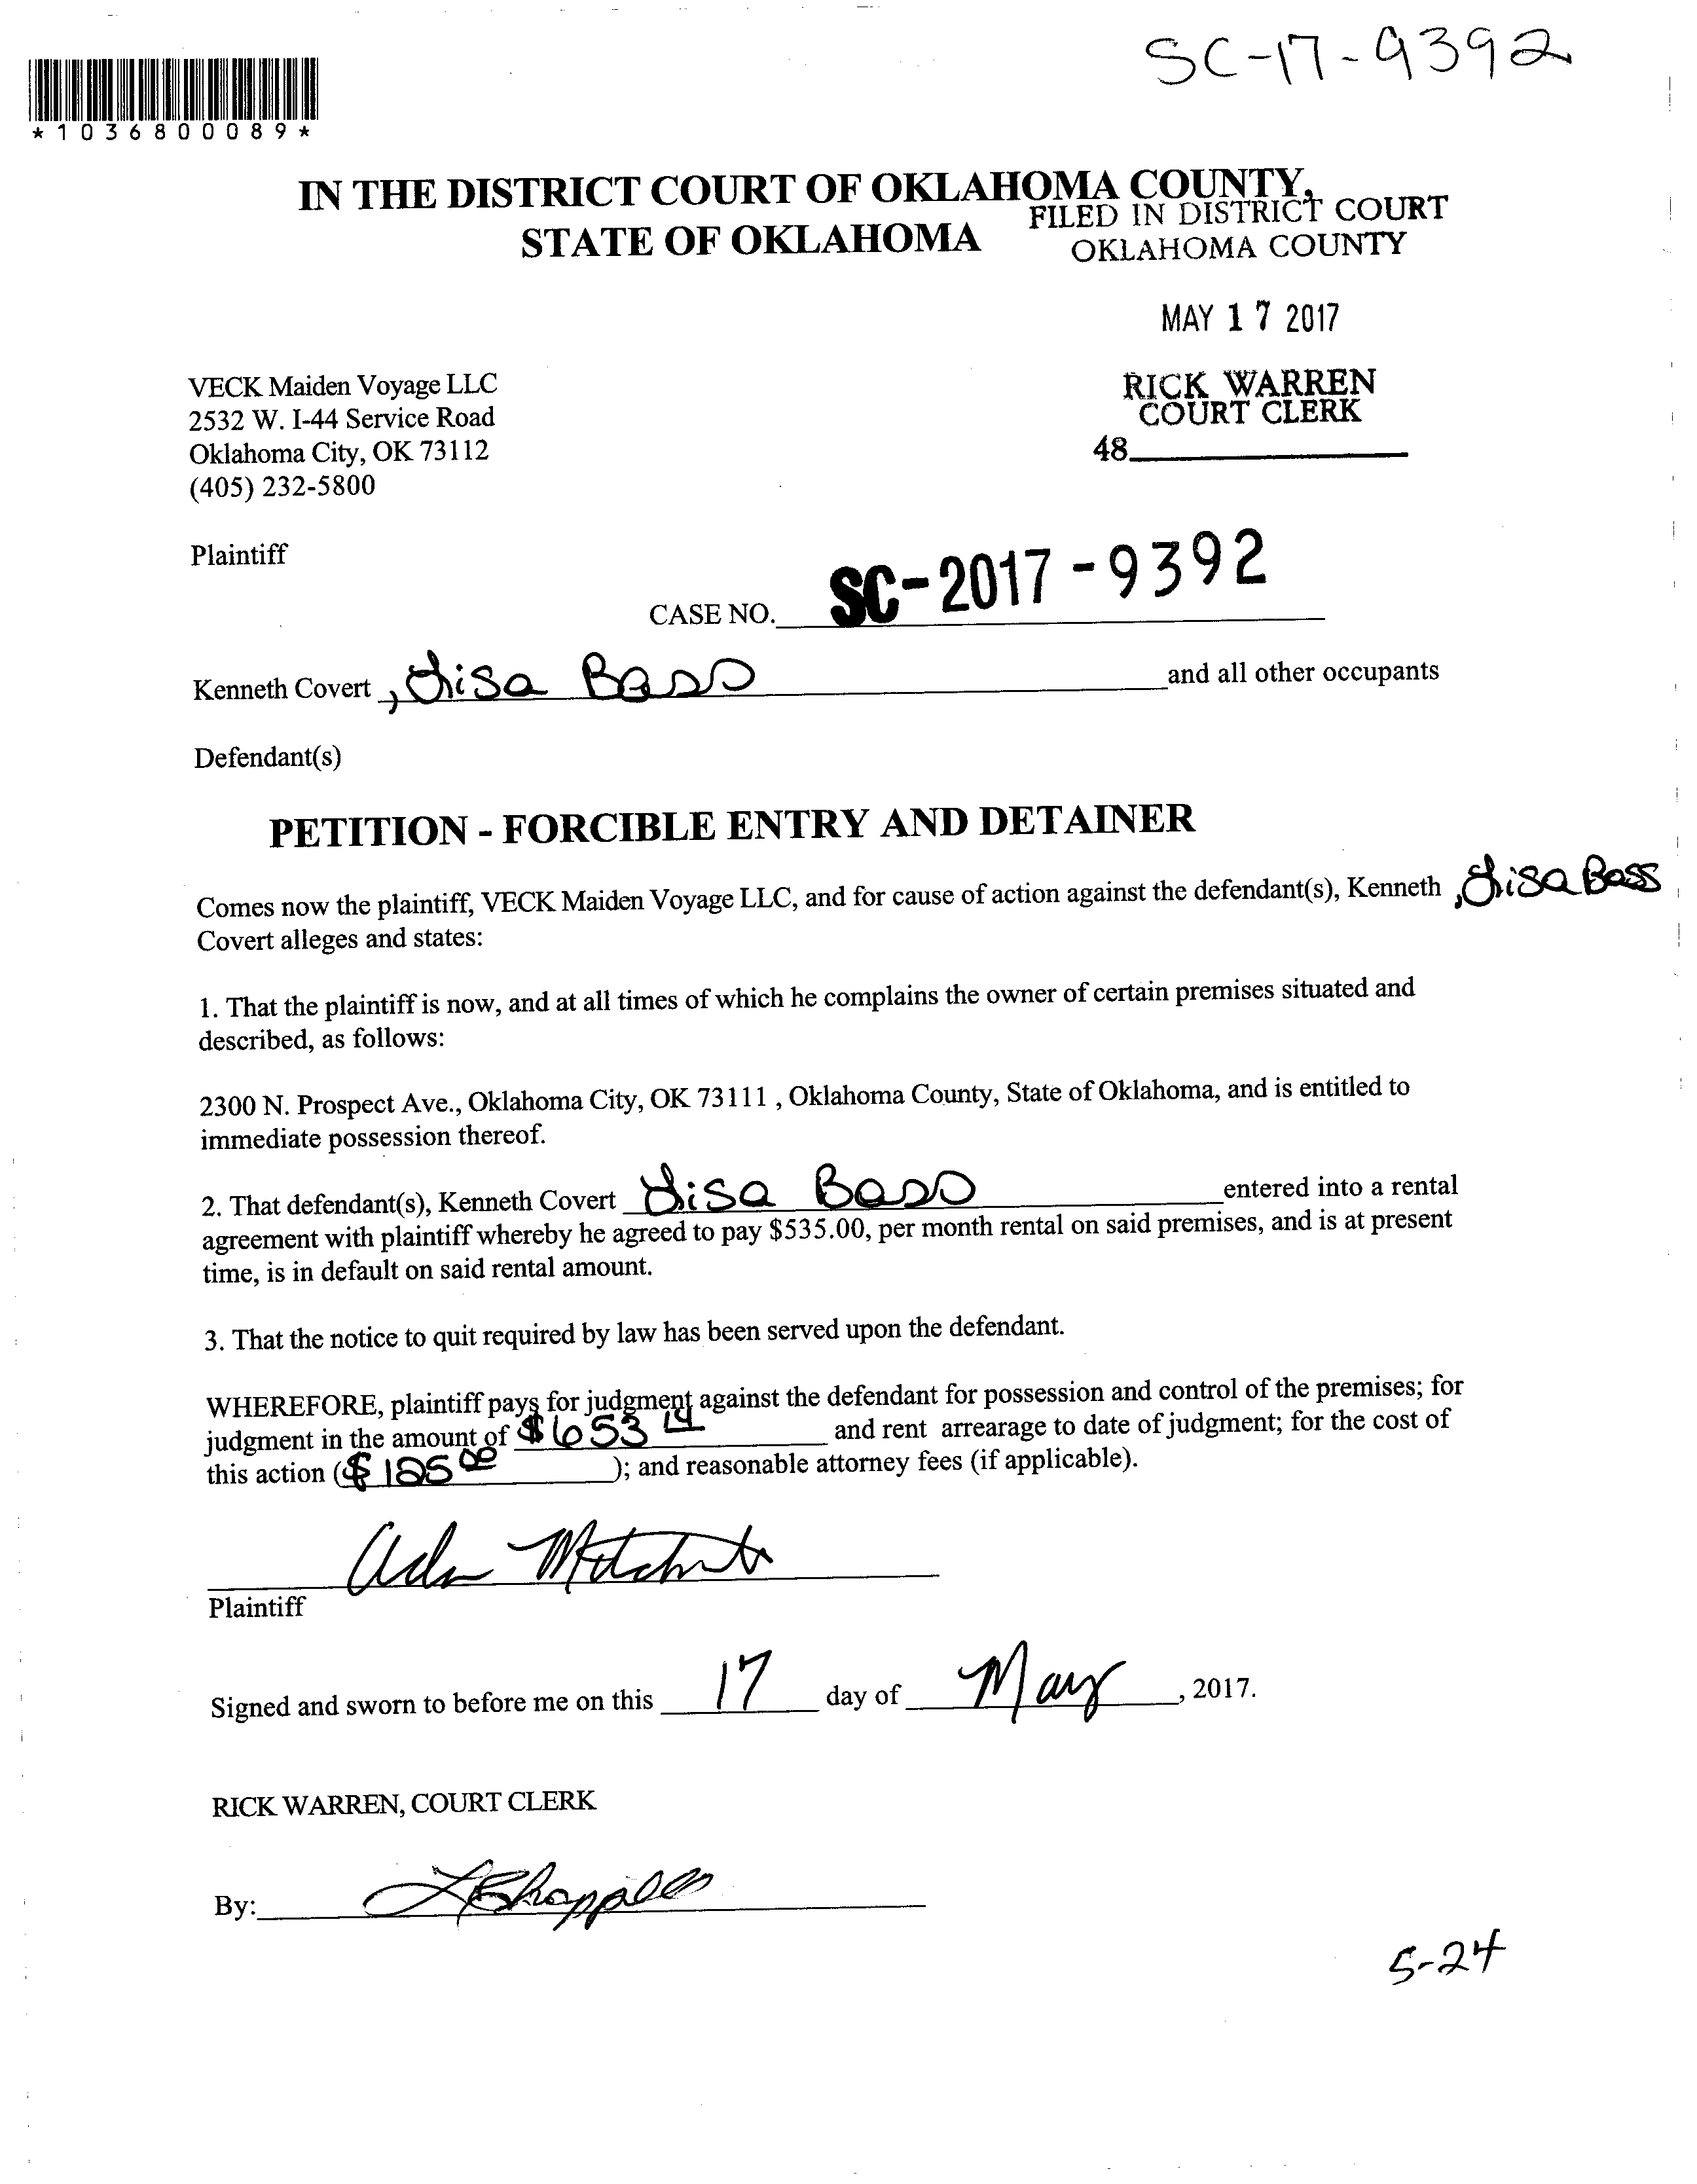 SC-17-9392
*1036800089*
IN THE DISTRICT COURT OF OKLAHOMA COUNTY,
STATE OF OKLAHOMA
FILED IN DISTRICT COURT
OKLAHOMA COUNTY
MAY 17 2017
RICK WARREN
COURT CLERK
48
VECK Maiden Voyage LLC
2532 W. I-44 Service Road
Oklahoma City, OK 73112
(405) 232-5800
Plaintiff
CASE NO. SC-2017-9392
Kenneth Covert, Lisa Bass and all other occupants
Defendant(s)
PETITION - FORCIBLE ENTRY AND DETAINER
Comes now the plaintiff, VECK Maiden Voyage LLC, and for cause of action against the defendant(s), Kenneth , Lisa Bass
Covert alleges and states:
1. That the plaintiff is now, and at all times of which he complains the owner of certain premises situated and
described, as follows:
2300 N. Prospect Ave., Oklahoma City, OK 73111 , Oklahoma County, State of Oklahoma, and is entitled to
immediate possession thereof.
2. That defendant(s), Kenneth Covert Lisa Bass entered into a rental
agreement with plaintiff whereby he agreed to pay $535.00, per month rental on said premises, and is at present
time, is in default on said rental amount.
3. That the notice to quit required by law has been served upon the defendant.
WHEREFORE, plaintiff pays for judgment against the defendant for possession and control of the premises; for
judgment in the amount of $653 14 and rent arrearage to date of judgment; for the cost of
this action ($185 00); and reasonable attorney fees (if applicable).
Plaintiff
Signed and sworn to before me on this 17 day of May, 2017.
RICK WARREN, COURT CLERK
By:
5-24